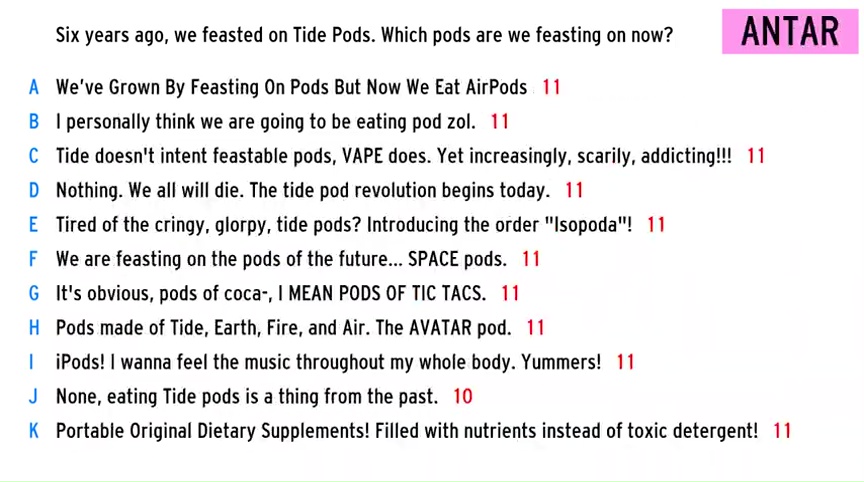 Six years ago, we feasted on Tide Pods. Which pods are we feasting on now?
ANTAR
A We've Grown By Feasting On Pods But Now We Eat AirPods 11
B I personally think we are going to be eating pod zol. 11
C Tide doesn't intent feastable pods, VAPE does. Yet increasingly, scarily, addicting!!! 11
D Nothing. We all will die. The tide pod revolution begins today. 11
E Tired of the cringy, glorpy, tide pods? Introducing the order "Isopoda"! 11
F We are feasting on the pods of the future... SPACE pods. 11
G It's obvious, pods of coca-, I MEAN PODS OF TIC TACS. 11
H Pods made of Tide, Earth, Fire, and Air. The AVATAR pod. 11
I iPods! I wanna feel the music throughout my whole body. Yummers! 11
J None, eating Tide pods is a thing from the past. 10
K Portable Original Dietary Supplements! Filled with nutrients instead of toxic detergent! 11